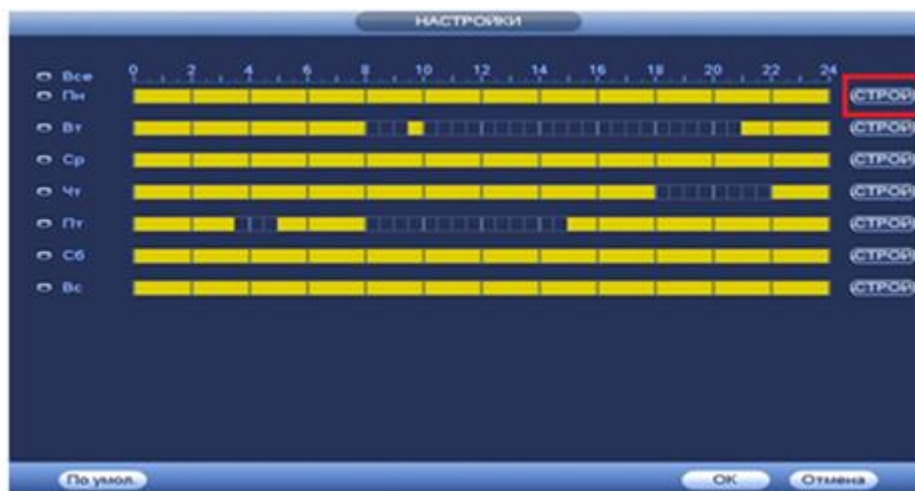 НАСТРОЙКИ
0 2 4 6 8 10 12 14 16 18 20 22 24
Все
Пн (СТРОЙ
Вт (СТРОЙ
Ср (СТРОЙ
Чт (СТРОЙ
Пт (СТРОЙ
Сб (СТРОЙ
Вс (СТРОЙ
По умол. OK Отмена